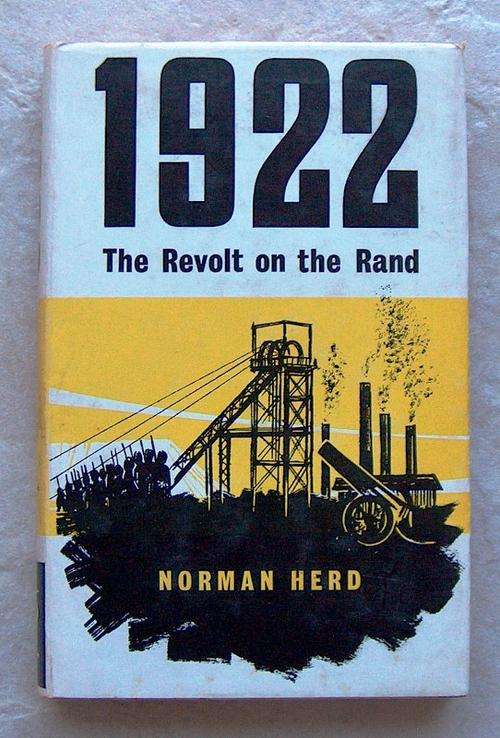 1922
The Revolt on the Rand
NORMAN HERD